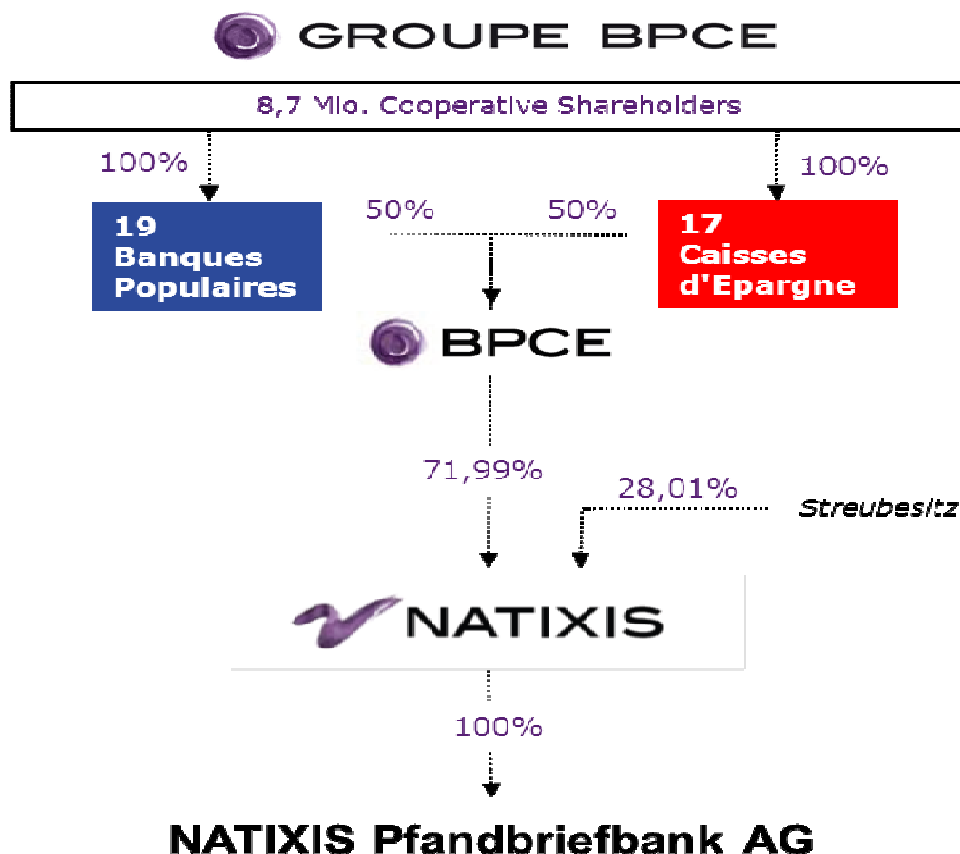 GROUPE BPCE
8,7 Mio. Cooperative Shareholders
100%
100%
50%
50%
19
Banques
Populaires
17
Caisses
d'Epargne
BPCE
71,99%
28,01%
Streubesitz
NATIXIS
100%
NATIXIS Pfandbriefbank AG